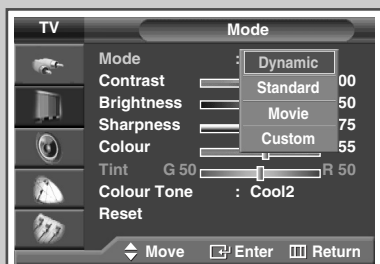 TV Mode
Mode : Dynamic
Contrast Standard 00
Brightness Movie 50
Sharpness Custom 75
Colour 55
Tint G 50 R 50
Colour Tone : Cool2
Reset
Move Enter Return